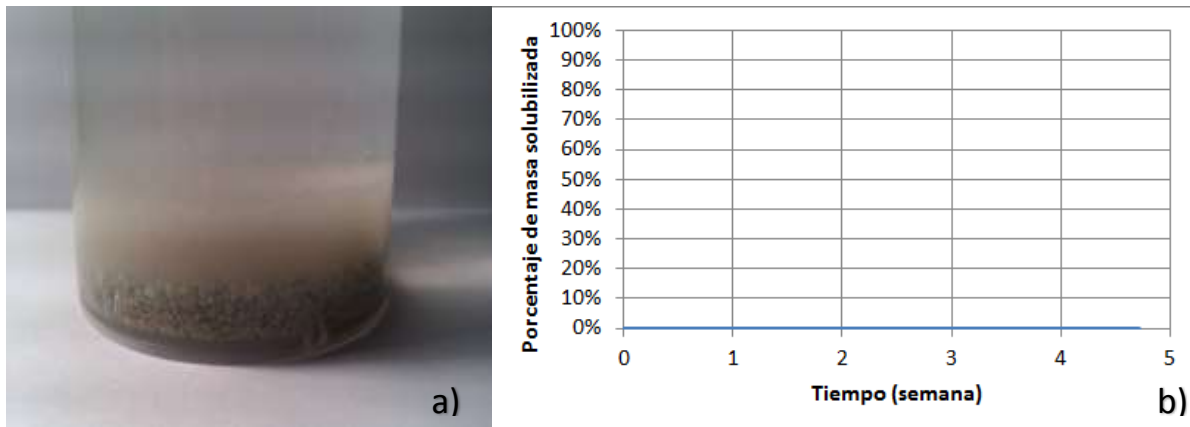 a)
Porcentaje de masa solubilizada
100%
90%
80%
70%
60%
50%
40%
30%
20%
10%
0%
0 1 2 3 4 5
Tiempo (semana)
b)